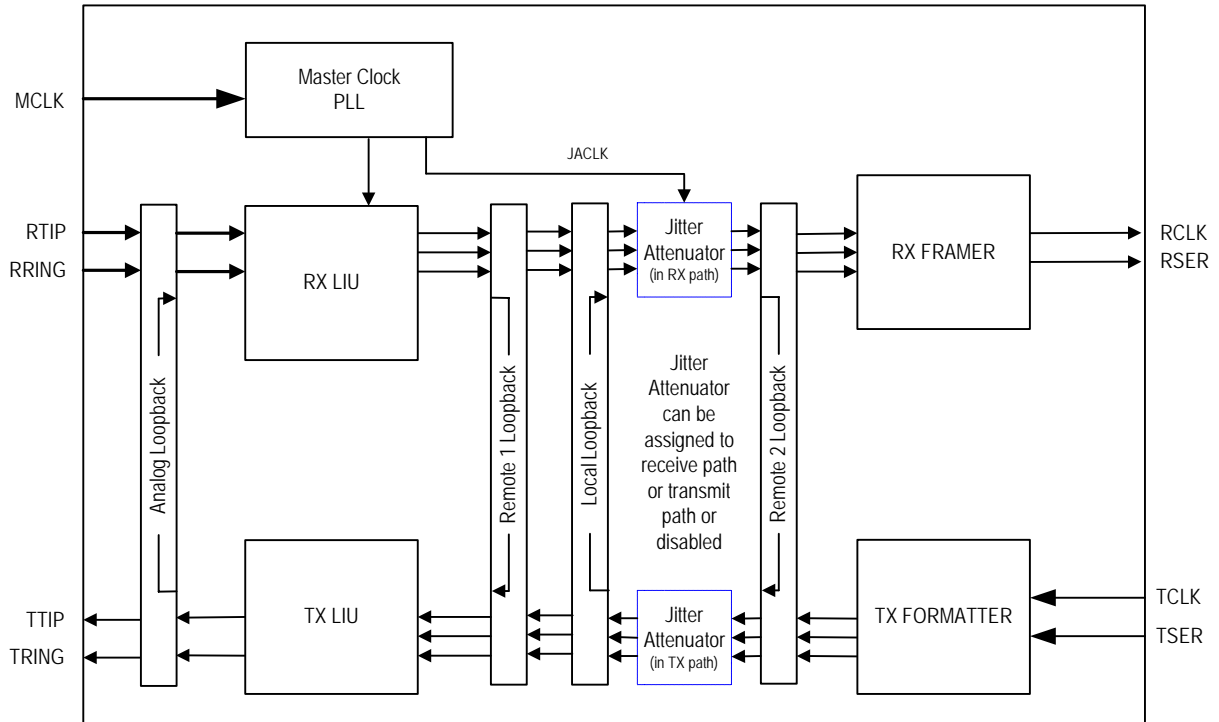 Master Clock
PLL
MCLK
JACLK
RTIP
RRING
RX LIU
Jitter
Attenuator
(in RX path)
RX FRAMER
RCLK
RSER
Analog Loopback
Remote 1 Loopback
Local Loopback
Jitter
Attenuator
can be
assigned to
receive path
or transmit
path or
disabled
Remote 2 Loopback
TTIP
TRING
TX LIU
Jitter
Attenuator
(in TX path)
TX FORMATTER
TCLK
TSER